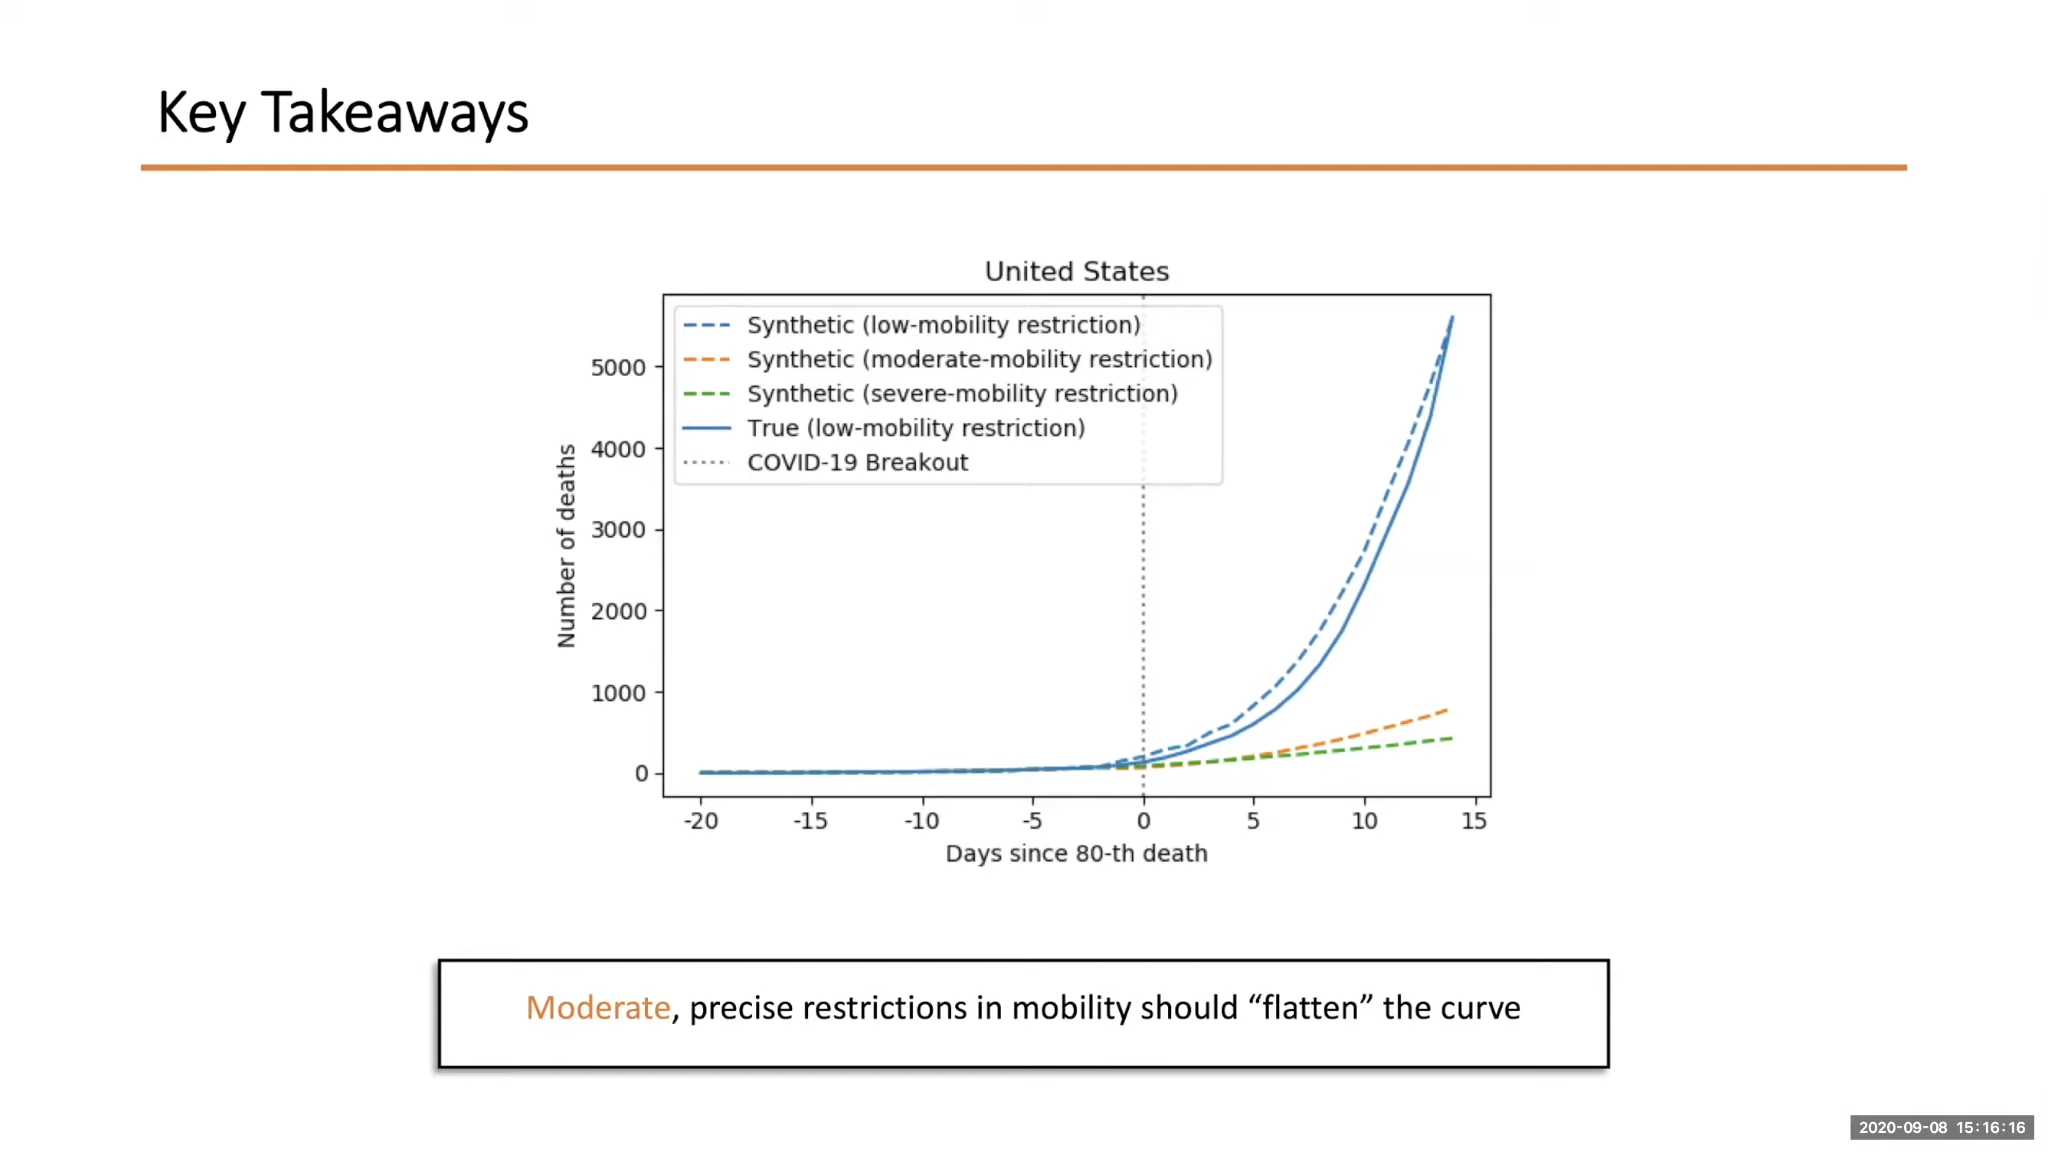 Key Takeaways
United States
Synthetic (low-mobility restriction)
Synthetic (moderate-mobility restriction)
Synthetic (severe-mobility restriction)
True (low-mobility restriction)
COVID-19 Breakout
Number of deaths
5000
4000
3000
2000
1000
0
-20 -15 -10 -5 0 5 10 15
Days since 80-th death
Moderate, precise restrictions in mobility should “flatten” the curve
2020-09-08 15:16:16